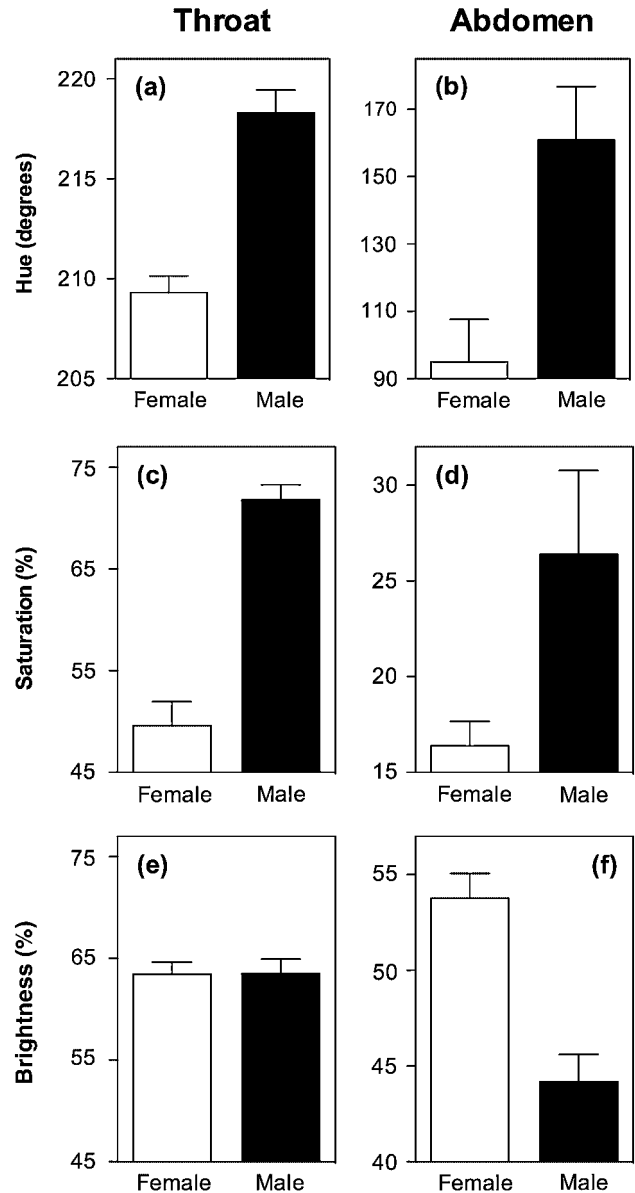 Throat Abdomen
Hue (degrees)
220
215
210
205
(a)
Female Male
170
150
130
110
90
(b)
Female Male
Saturation (%)
75
65
55
45
(c)
Female Male
30
25
20
15
(d)
Female Male
Brightness (%)
75
65
55
45
(e)
Female Male
55
50
45
40
(f)
Female Male